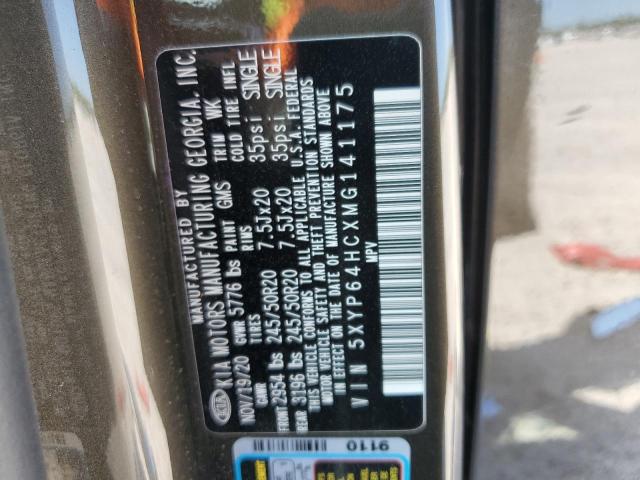 KIA
MANUFACTURED BY
KIA MOTORS MANUFACTURING GEORGIA, INC.
NOV/19/20 GVWR 5776 lbs PAINT GMS TRIM WK
GAWR TIRES RIMS COLD TIRE INFL
FRONT 2954 lbs 245/50R20 7.5Jx20 35psi SINGLE
REAR 3196 lbs 245/50R20 7.5Jx20 35psi SINGLE
THIS VEHICLE CONFORMS TO ALL APPLICABLE U.S.A. FEDERAL
MOTOR VEHICLE SAFETY AND THEFT PREVENTION STANDARDS
IN EFFECT ON THE DATE OF MANUFACTURE SHOWN ABOVE
VIN 5XYP64HCXMG141175
MPV
9110